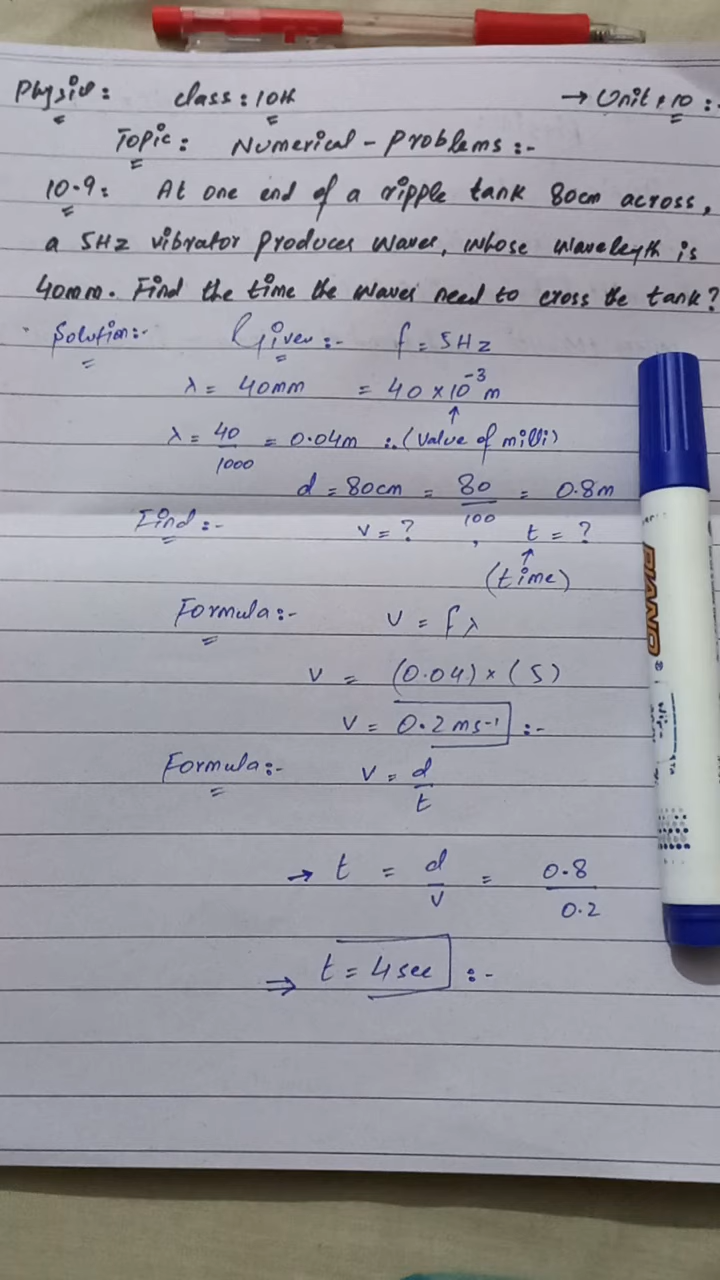 Physics: class: 10th → Unit # 10 :-
Topic: Numerical - Problems :-
10.9: At one end of a ripple tank 80cm across,
a 5Hz vibrator produces waves, whose wavelength is
40mm. Find the time the waves need to cross the tank?
Solution:- Given:- f = 5Hz
λ = 40mm = 40 × 10⁻³ m
λ = 40/1000 = 0.04m ∴ (value of milli)
d = 80cm = 80/100 = 0.8m
Find :- v = ? , t = ?
(time)
Formula:- v = fλ
v = (0.04) × (5)
v = 0.2 ms⁻¹ :-
Formula:- v = d/t
→ t = d/v = 0.8/0.2
⇒ t = 4 sec :-
PIANO ®